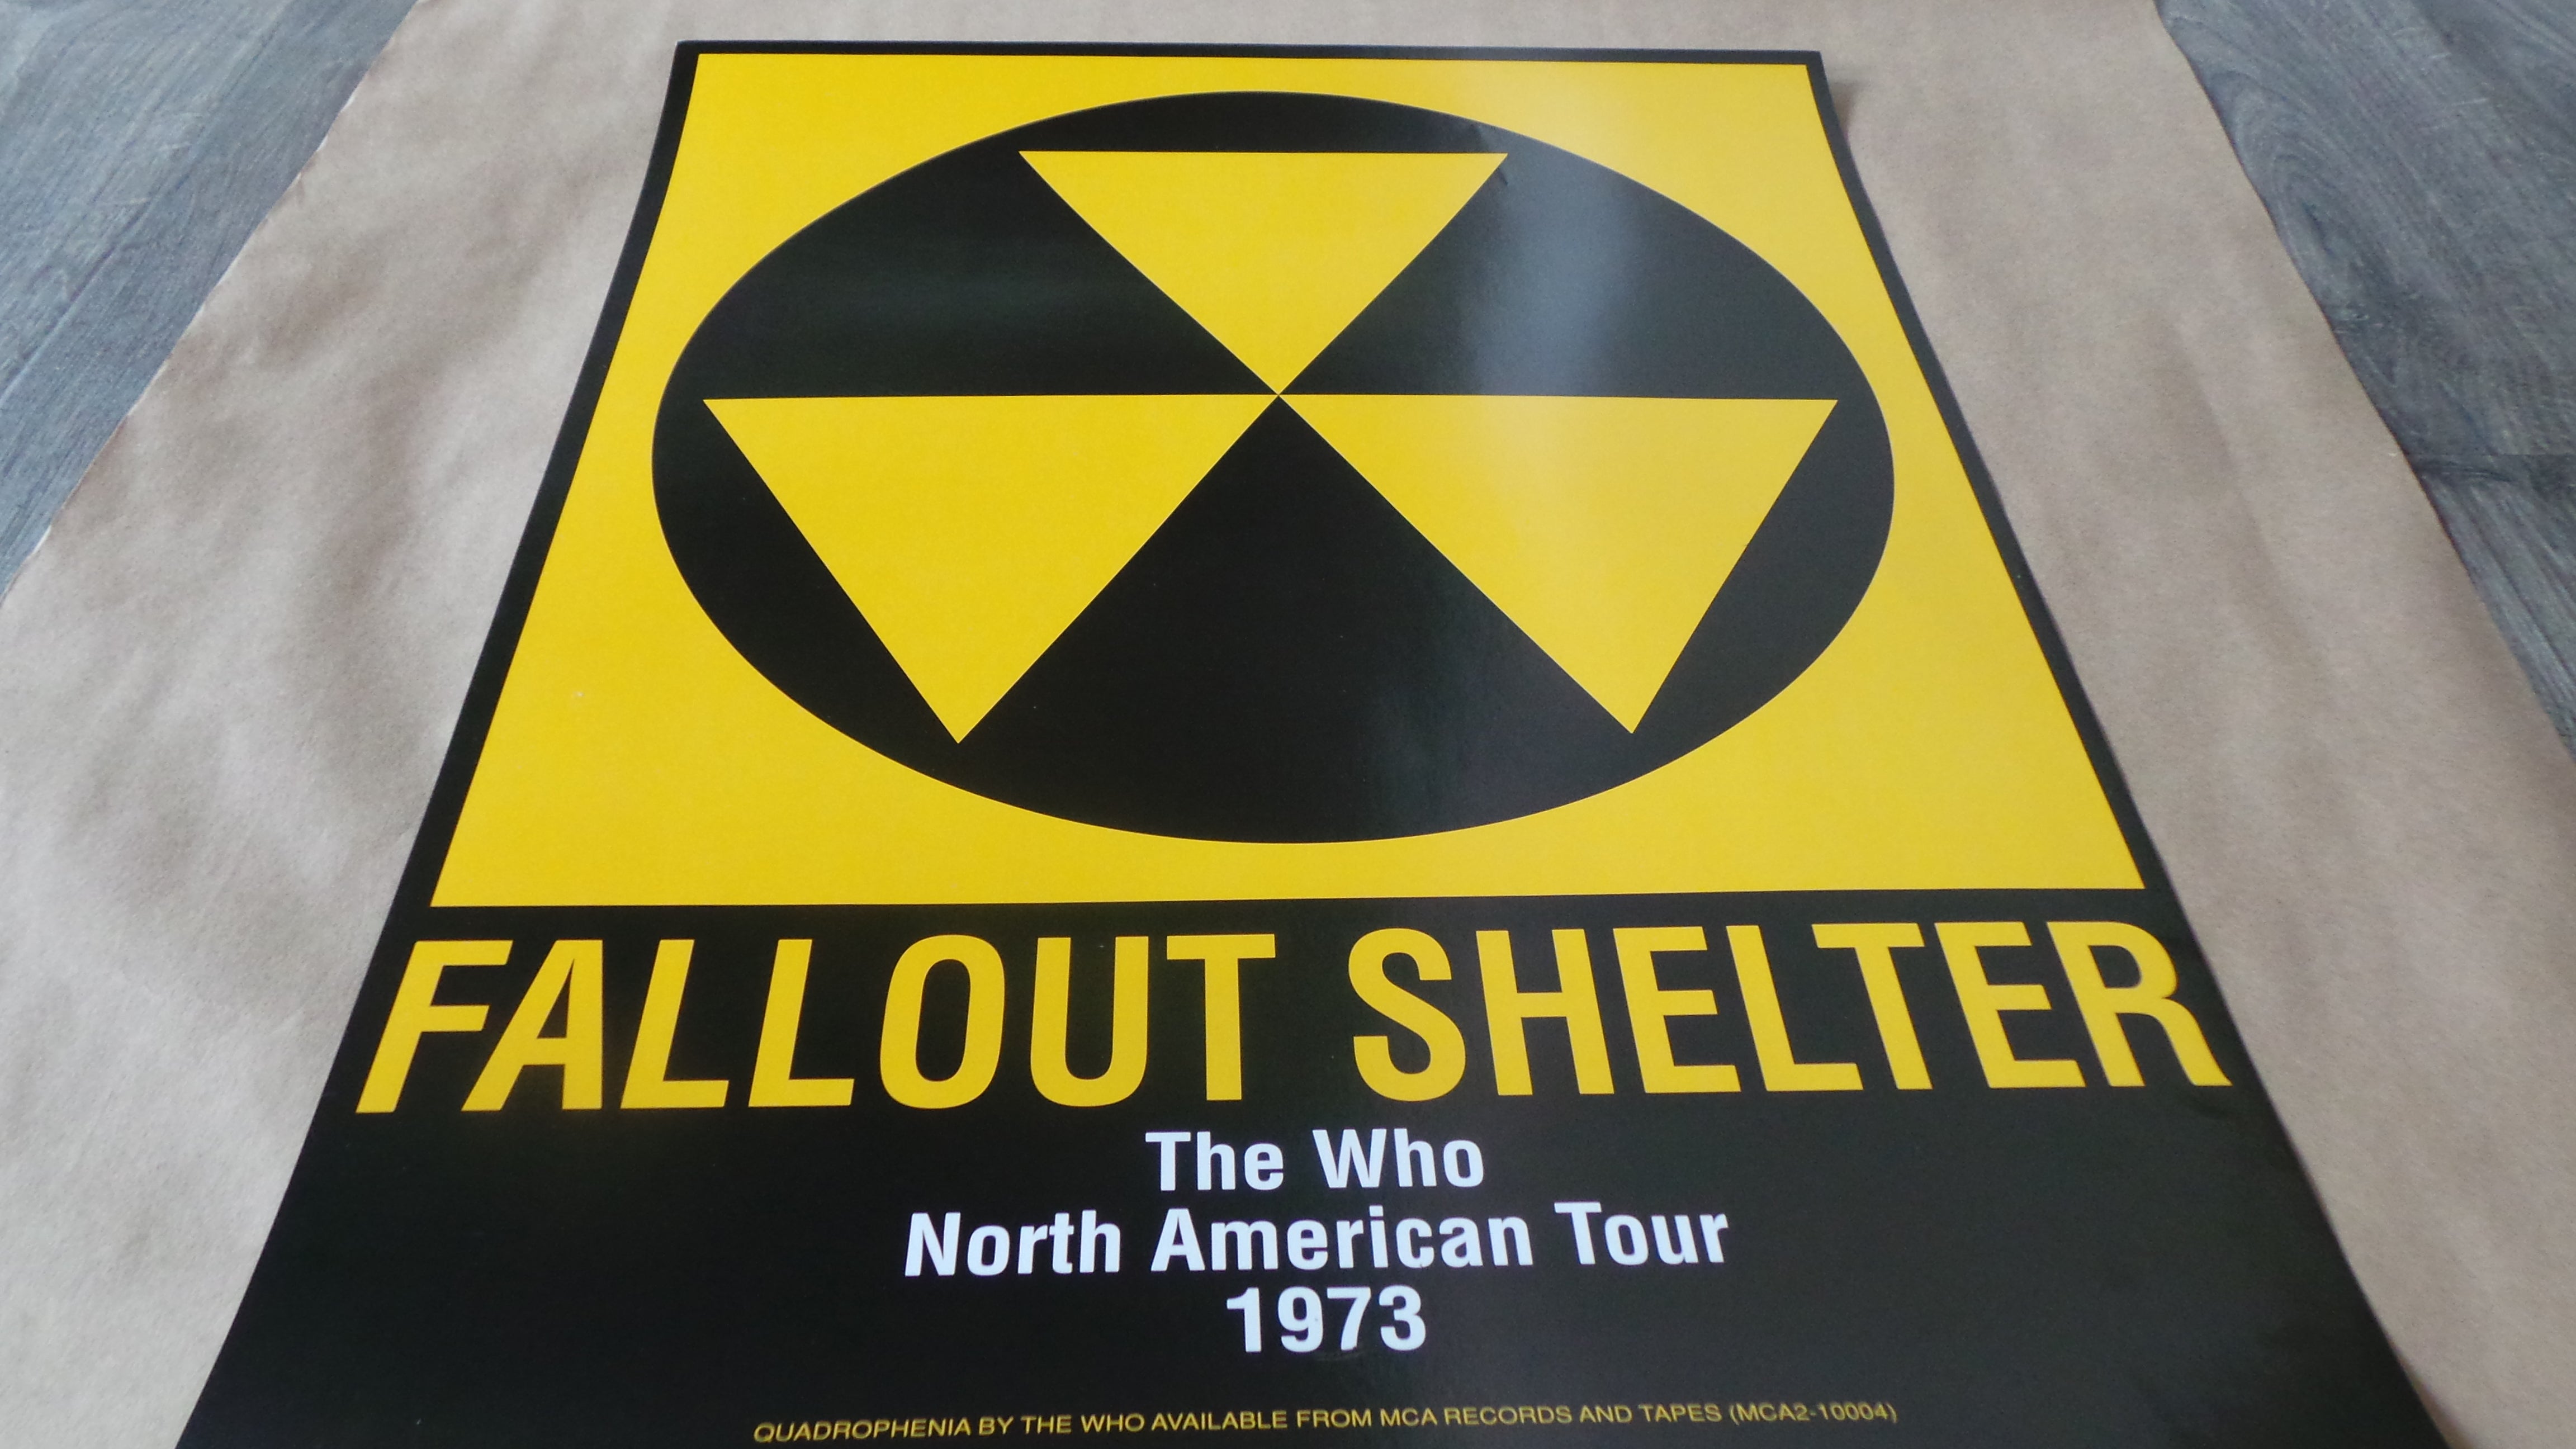 FALLOUT SHELTER
The Who
North American Tour
1973
QUADROPHENIA BY THE WHO AVAILABLE FROM MCA RECORDS AND TAPES (MCA2-10004)